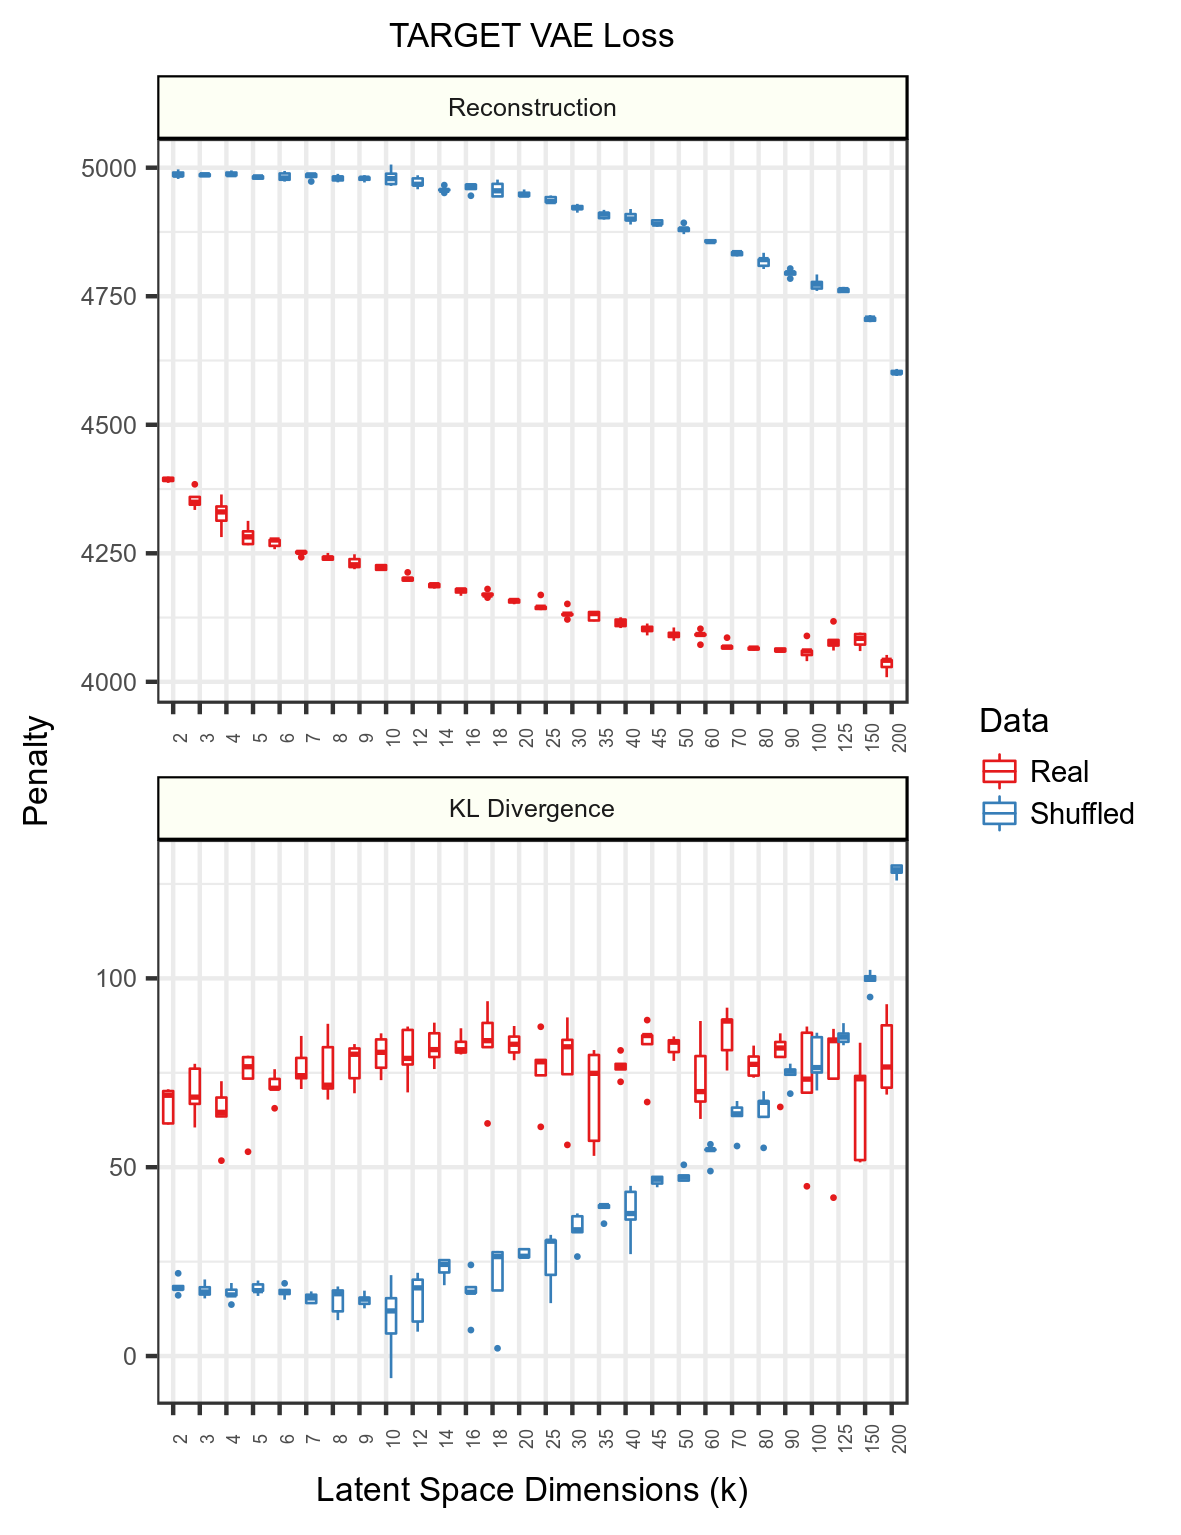 TARGET VAE Loss
Reconstruction
5000
4750
4500
4250
4000
2 3 4 5 6 7 8 9 10 12 14 16 18 20 25 30 35 40 45 50 60 70 80 90 100 125 150 200
Penalty
Data
Real
Shuffled
KL Divergence
100
50
0
2 3 4 5 6 7 8 9 10 12 14 16 18 20 25 30 35 40 45 50 60 70 80 90 100 125 150 200
Latent Space Dimensions (k)